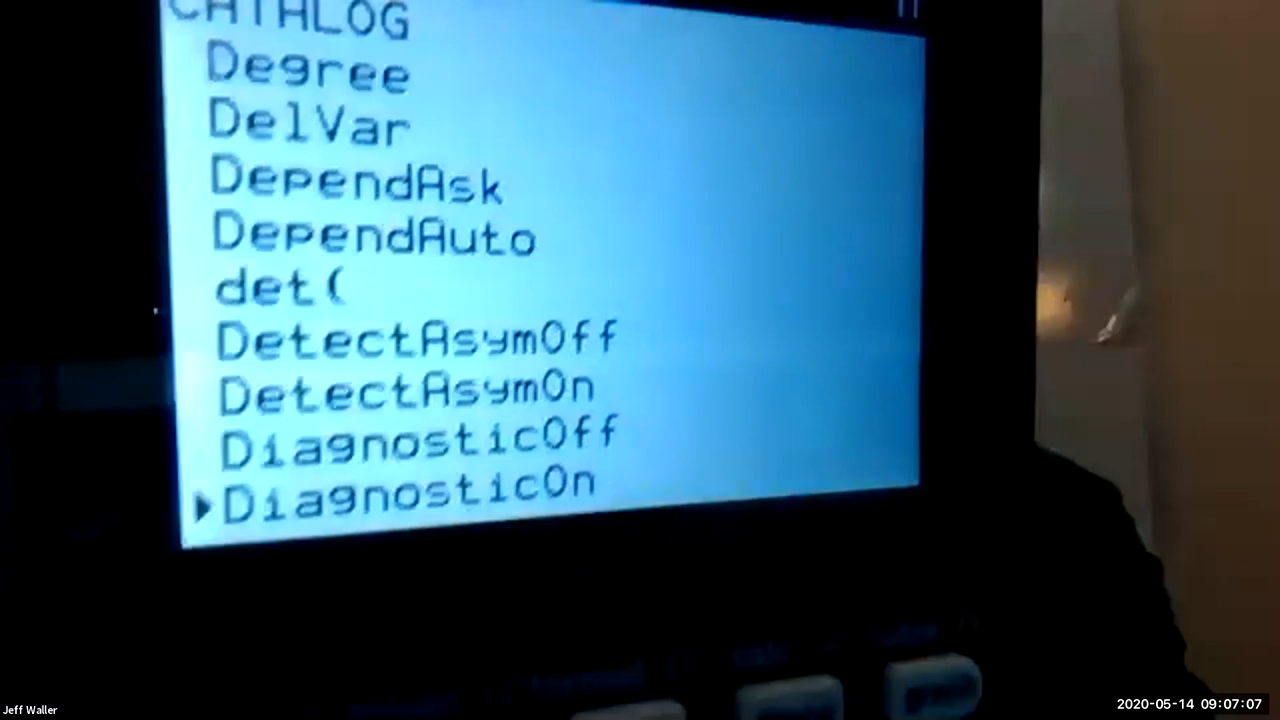 CATALOG
Degree
DelVar
DependAsk
DependAuto
det(
DetectAsymOff
DetectAsymOn
DiagnosticOff
DiagnosticOn
Jeff Waller
2020-05-14 09:07:07